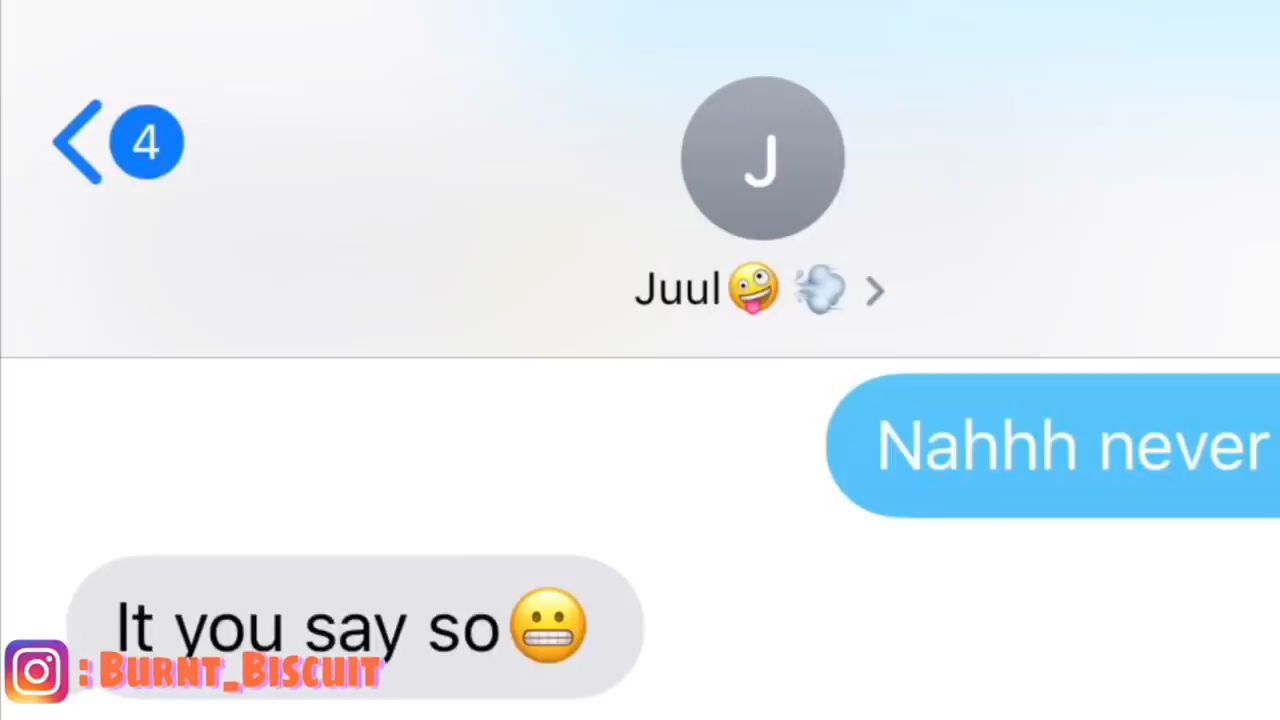 4
J
Juul🤪 💨 >
Nahhh never
It you say so😬
: Burnt_Biscuit